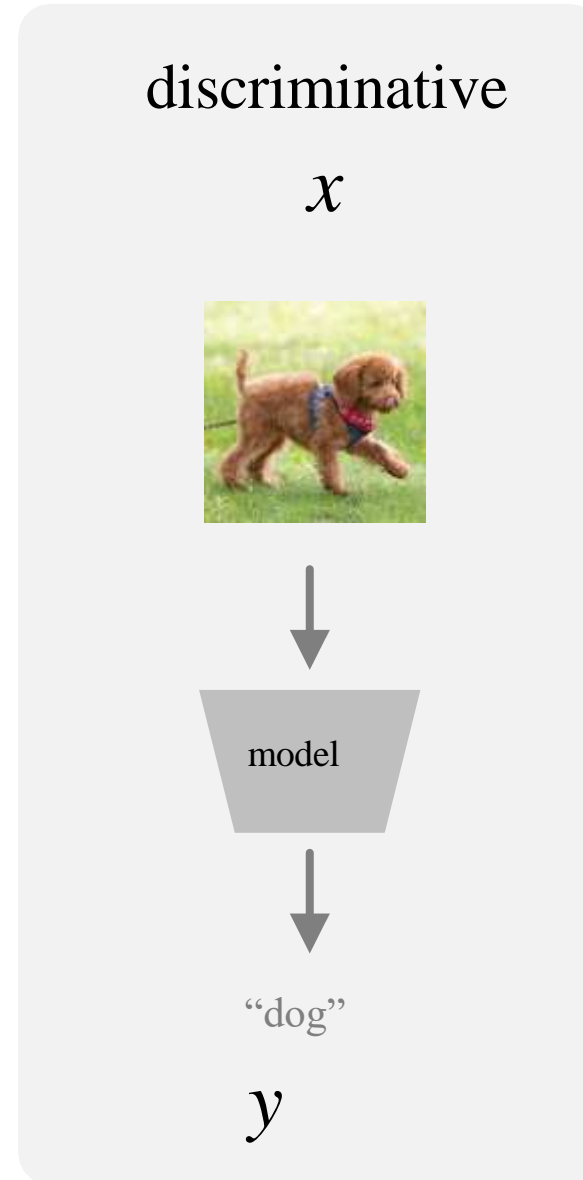 discriminative
x
model
“dog”
y